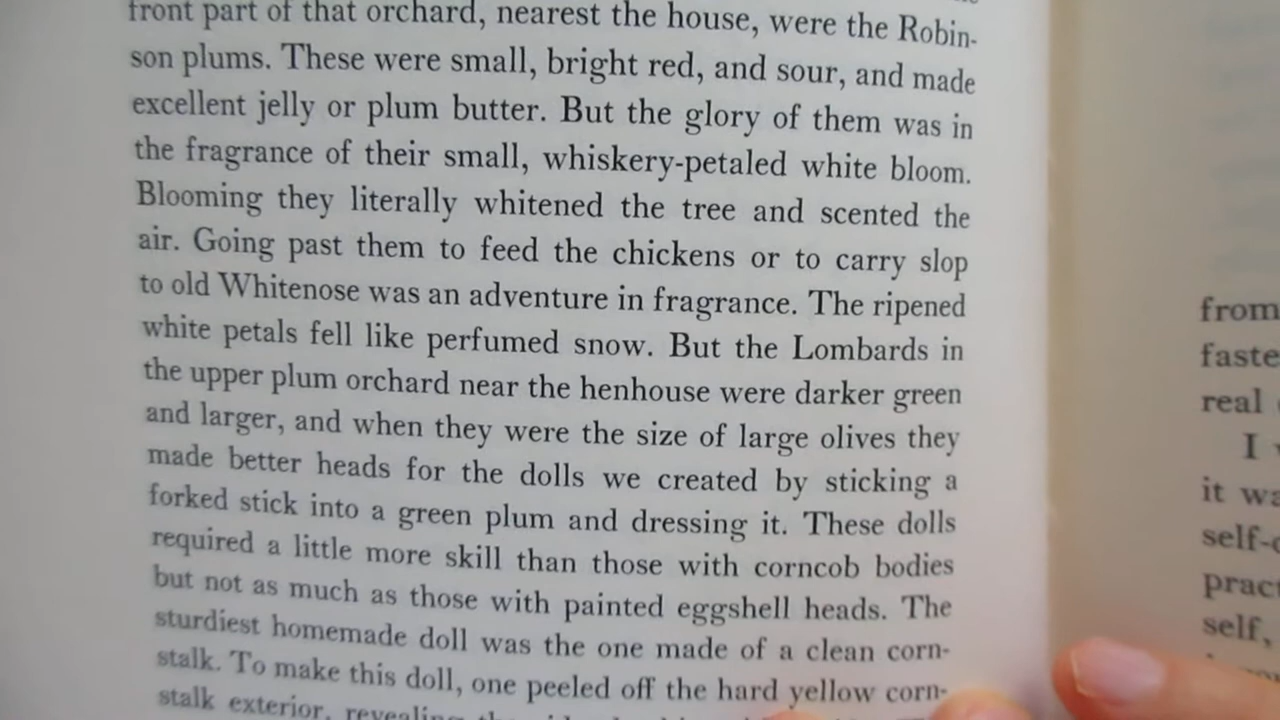 front part of that orchard, nearest the house, were the Robin-
son plums. These were small, bright red, and sour, and made
excellent jelly or plum butter. But the glory of them was in
the fragrance of their small, whiskery-petaled white bloom.
Blooming they literally whitened the tree and scented the
air. Going past them to feed the chickens or to carry slop
to old Whitenose was an adventure in fragrance. The ripened
white petals fell like perfumed snow. But the Lombards in
the upper plum orchard near the henhouse were darker green
and larger, and when they were the size of large olives they
made better heads for the dolls we created by sticking a
forked stick into a green plum and dressing it. These dolls
required a little more skill than those with corncob bodies
but not as much as those with painted eggshell heads. The
sturdiest homemade doll was the one made of a clean corn-
stalk. To make this doll, one peeled off the hard yellow corn-
stalk exterior, revealing the
from
faste
real
I
it wa
self-c
pract
self,